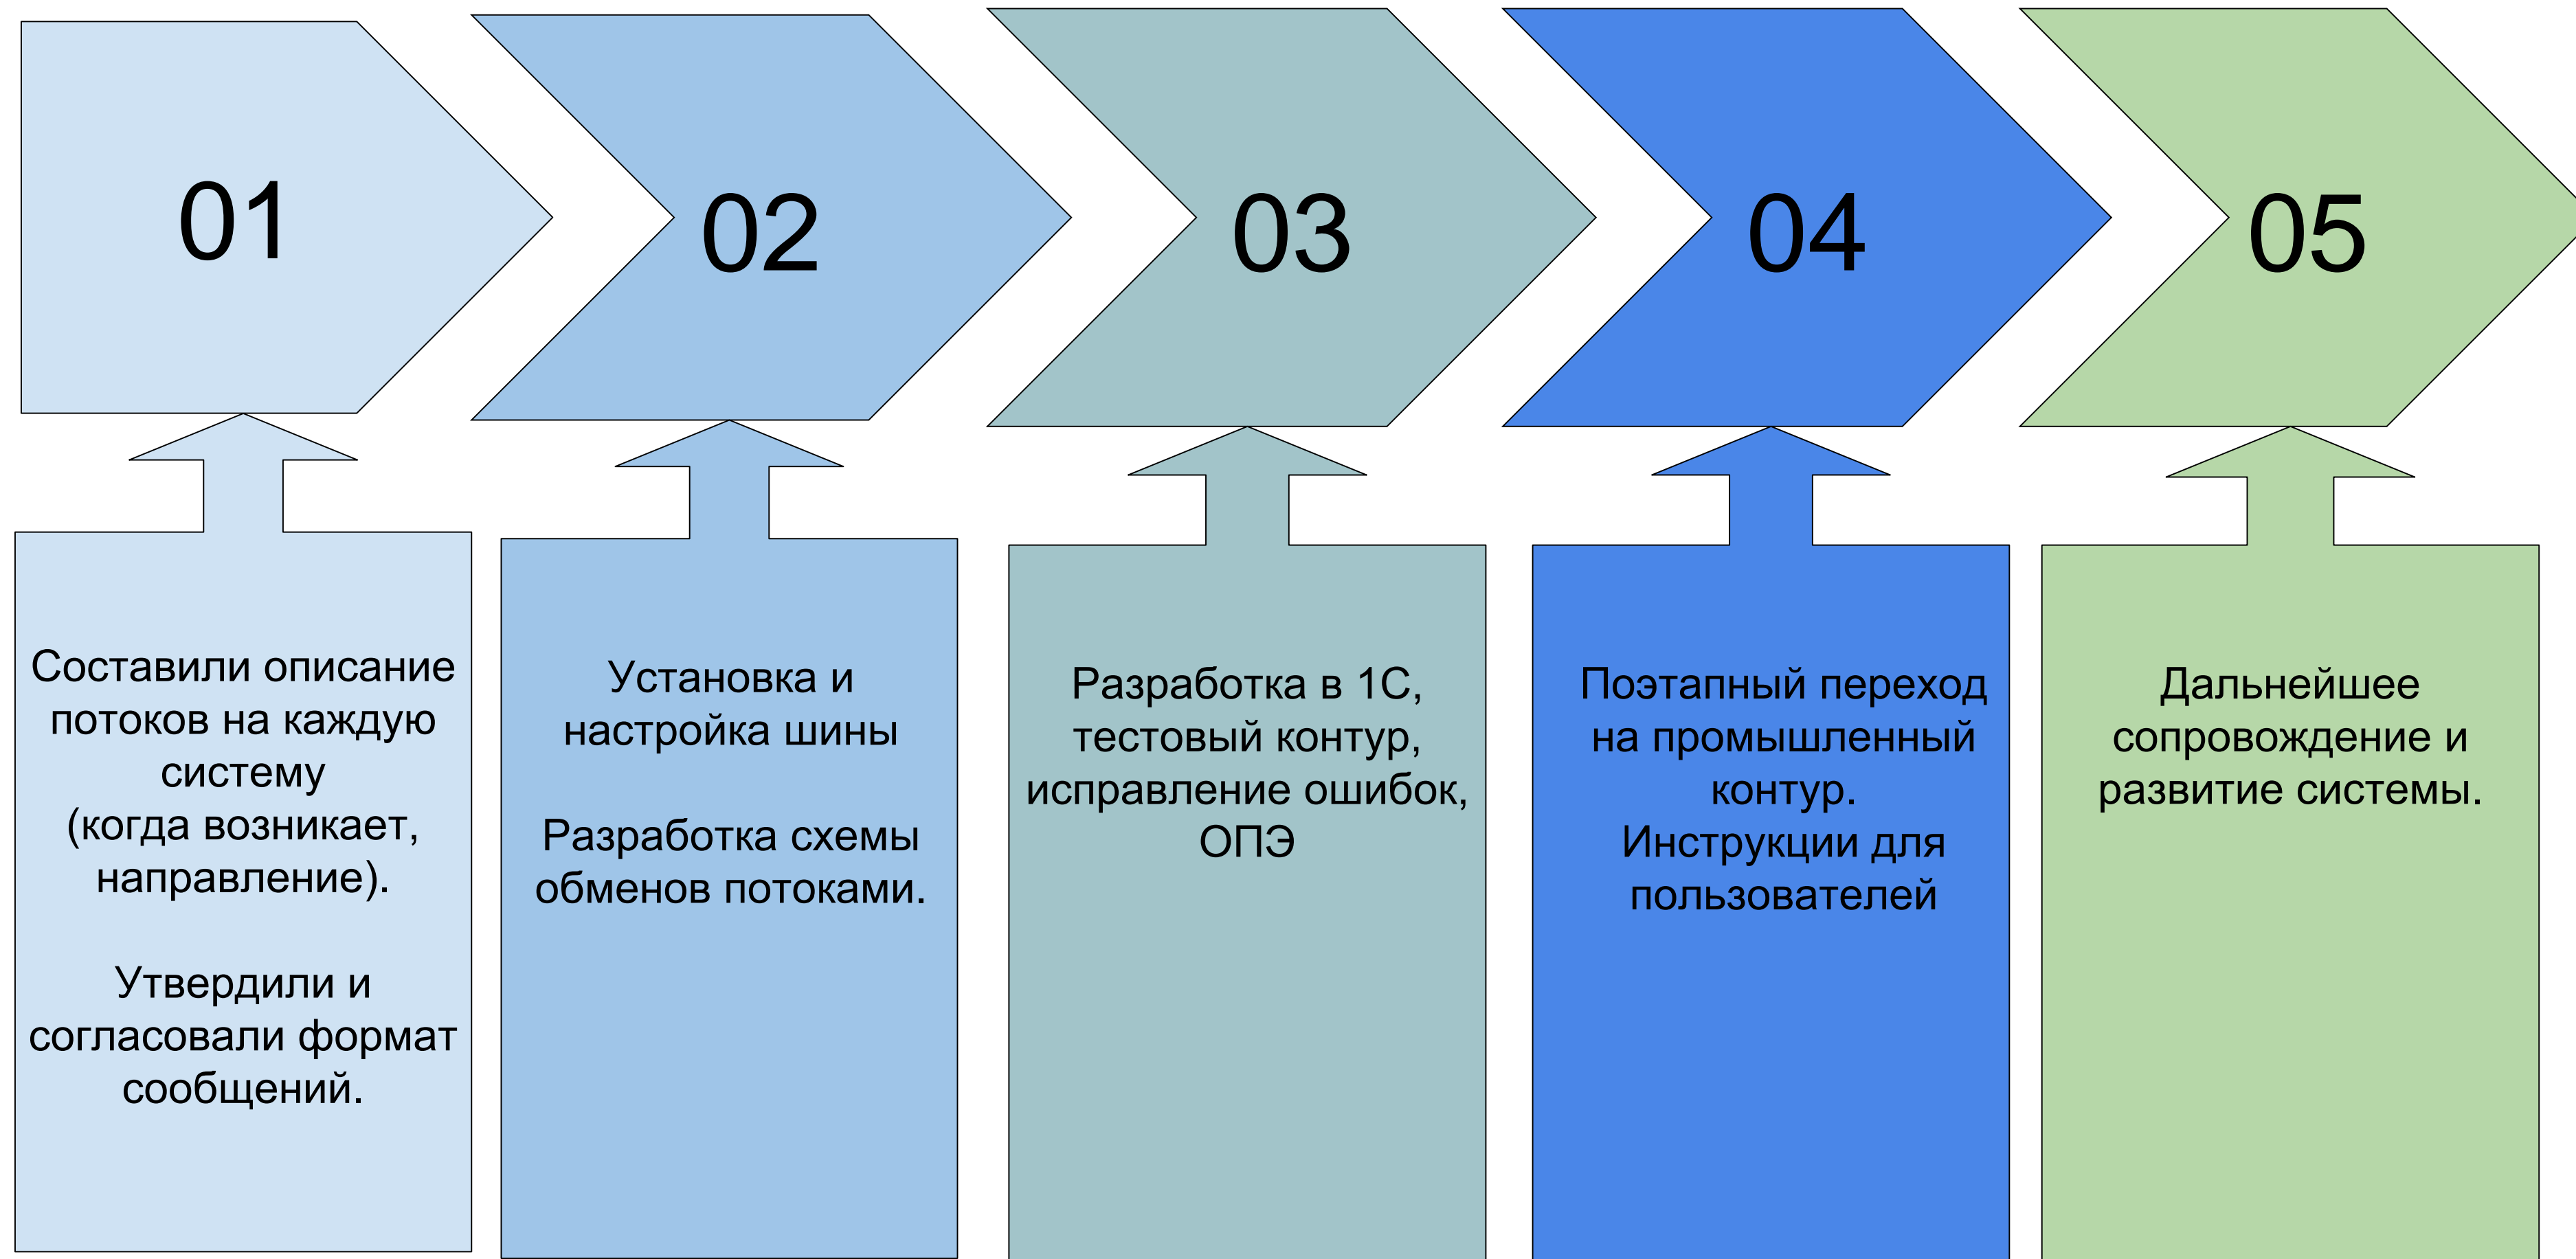 01
02
03
04
05
Составили описание
потоков на каждую
систему
(когда возникает,
направление).
Утвердили и
согласовали формат
сообщений.
Установка и
настройка шины
Разработка схемы
обменов потоками.
Разработка в 1С,
тестовый контур,
исправление ошибок,
ОПЭ
Поэтапный переход
на промышленный
контур.
Инструкции для
пользователей
Дальнейшее
сопровождение и
развитие системы.